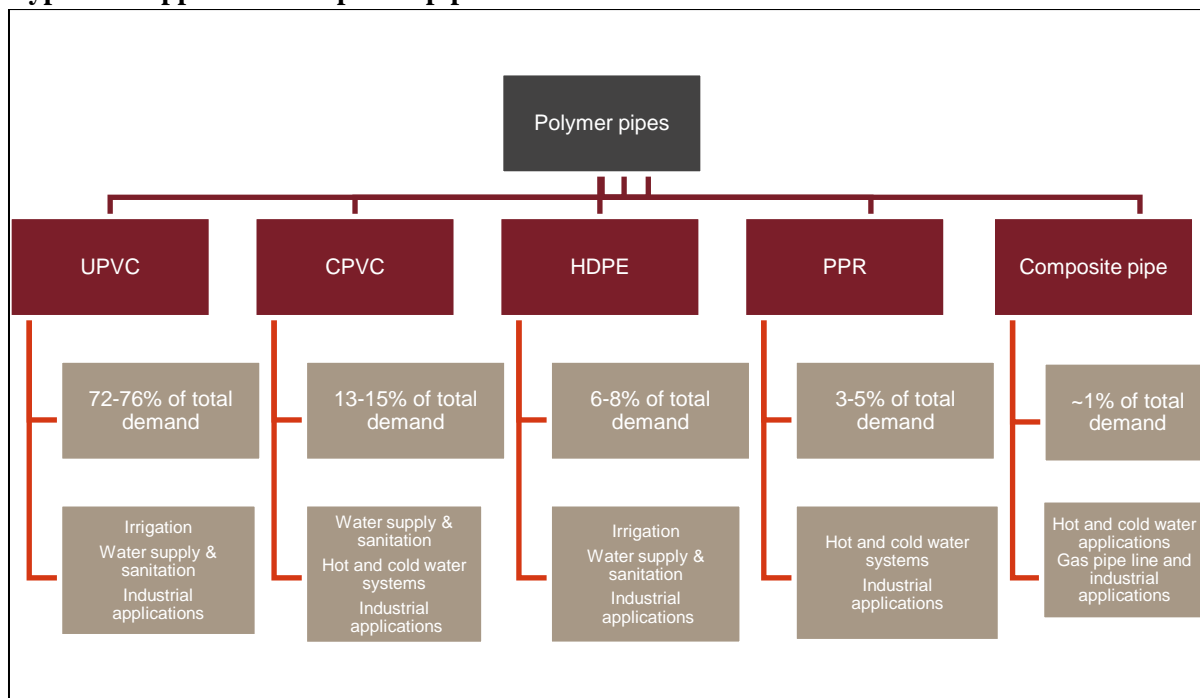 Polymer pipes
UPVC
CPVC
HDPE
PPR
Composite pipe
72-76% of total
demand
13-15% of total
demand
6-8% of total
demand
3-5% of total
demand
~1% of total
demand
Irrigation
Water supply &
sanitation
Industrial
applications
Water supply &
sanitation
Hot and cold water
systems
Industrial
applications
Irrigation
Water supply &
sanitation
Industrial
applications
Hot and cold water
systems
Industrial
applications
Hot and cold water
applications
Gas pipe line and
industrial
applications